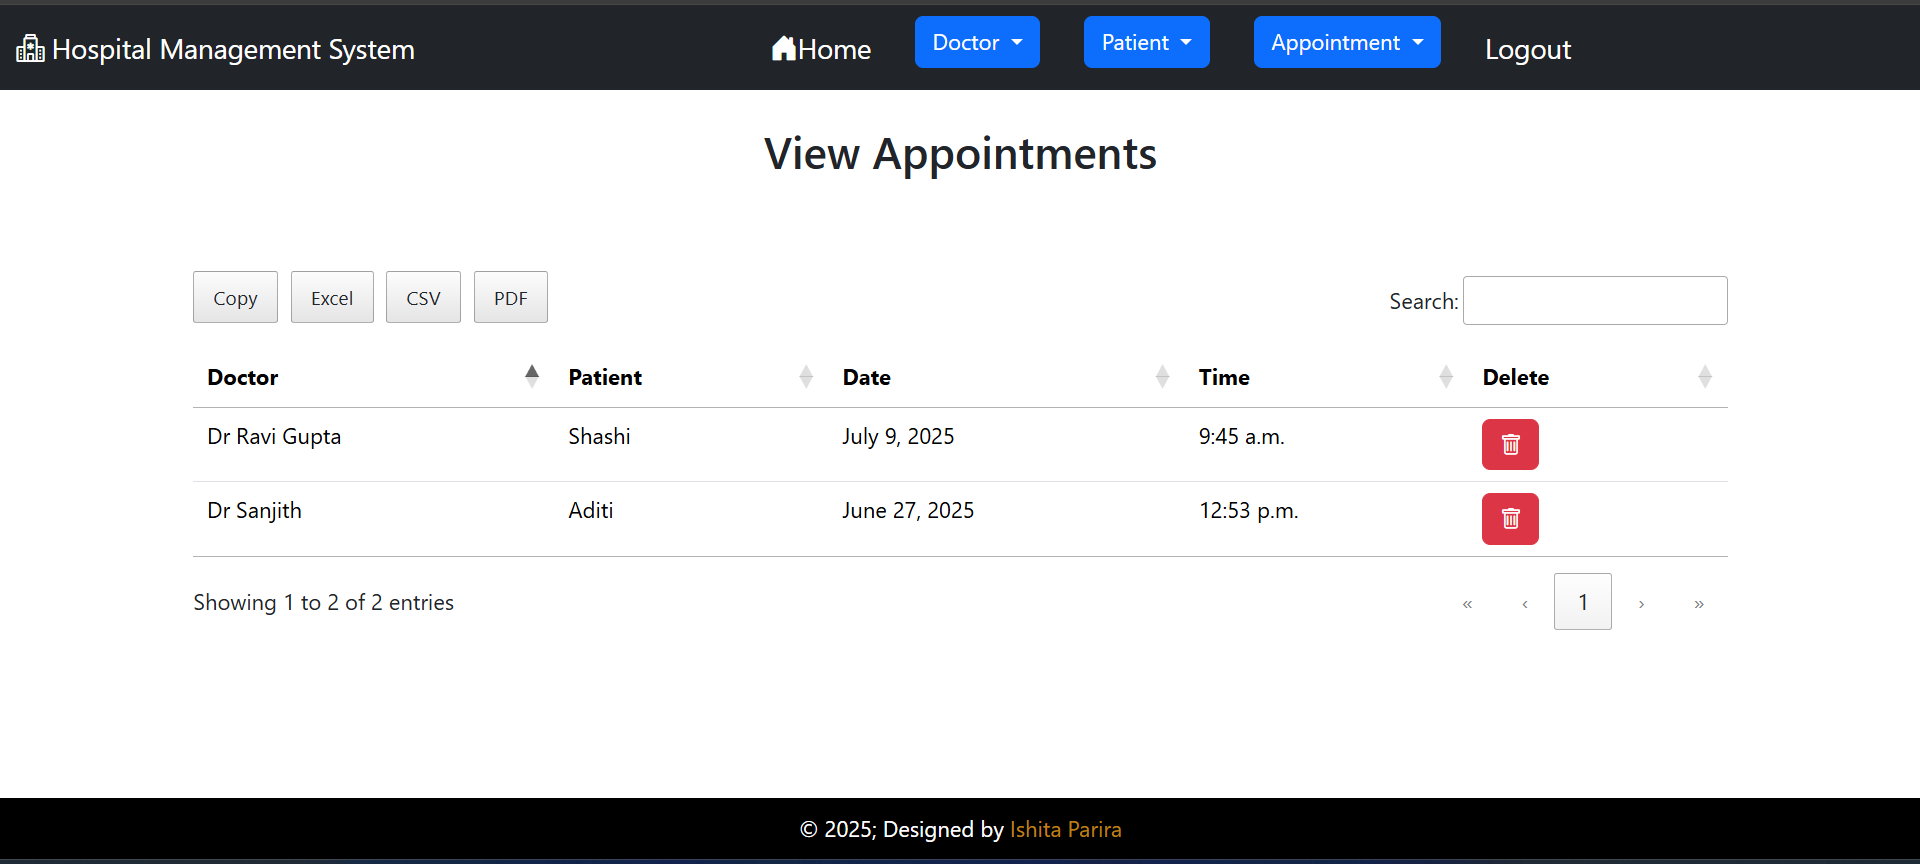 Hospital Management System Home Doctor Patient Appointment Logout
View Appointments
Copy Excel CSV PDF Search:
Doctor Patient Date Time Delete
Dr Ravi Gupta Shashi July 9, 2025 9:45 a.m.
Dr Sanjith Aditi June 27, 2025 12:53 p.m.
Showing 1 to 2 of 2 entries « ‹ 1 › »
© 2025; Designed by Ishita Parira